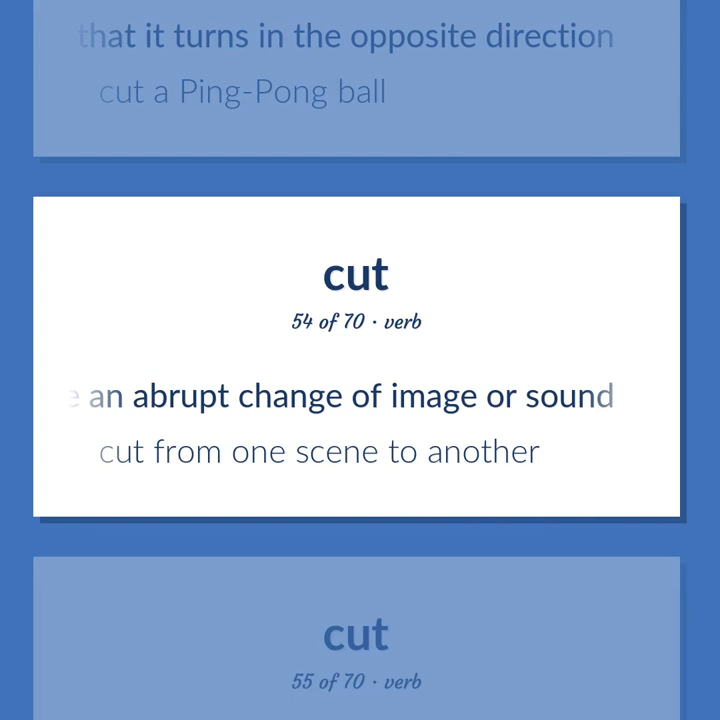 that it turns in the opposite direction
cut a Ping-Pong ball
cut
54 of 70 · verb
an abrupt change of image or sound
cut from one scene to another
cut
55 of 70 · verb